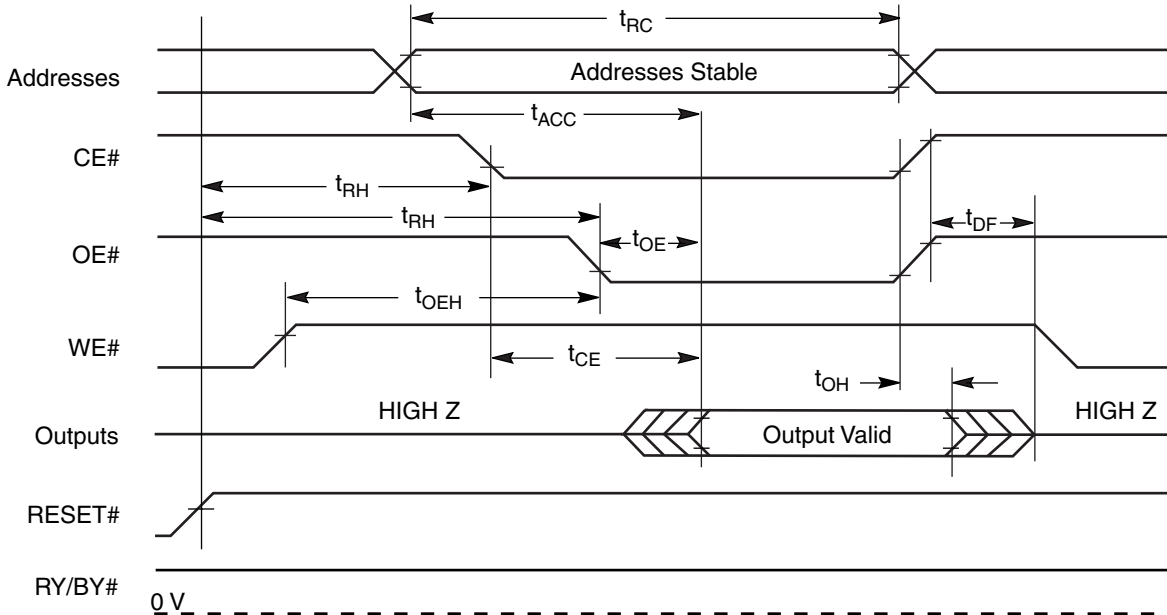 tRC
Addresses
Addresses Stable
tACC
CE#
tRH
tRH
tDF
OE#
tOE
tOEH
WE#
tCE
tOH
HIGH Z
HIGH Z
Outputs
Output Valid
RESET#
RY/BY#
0 V